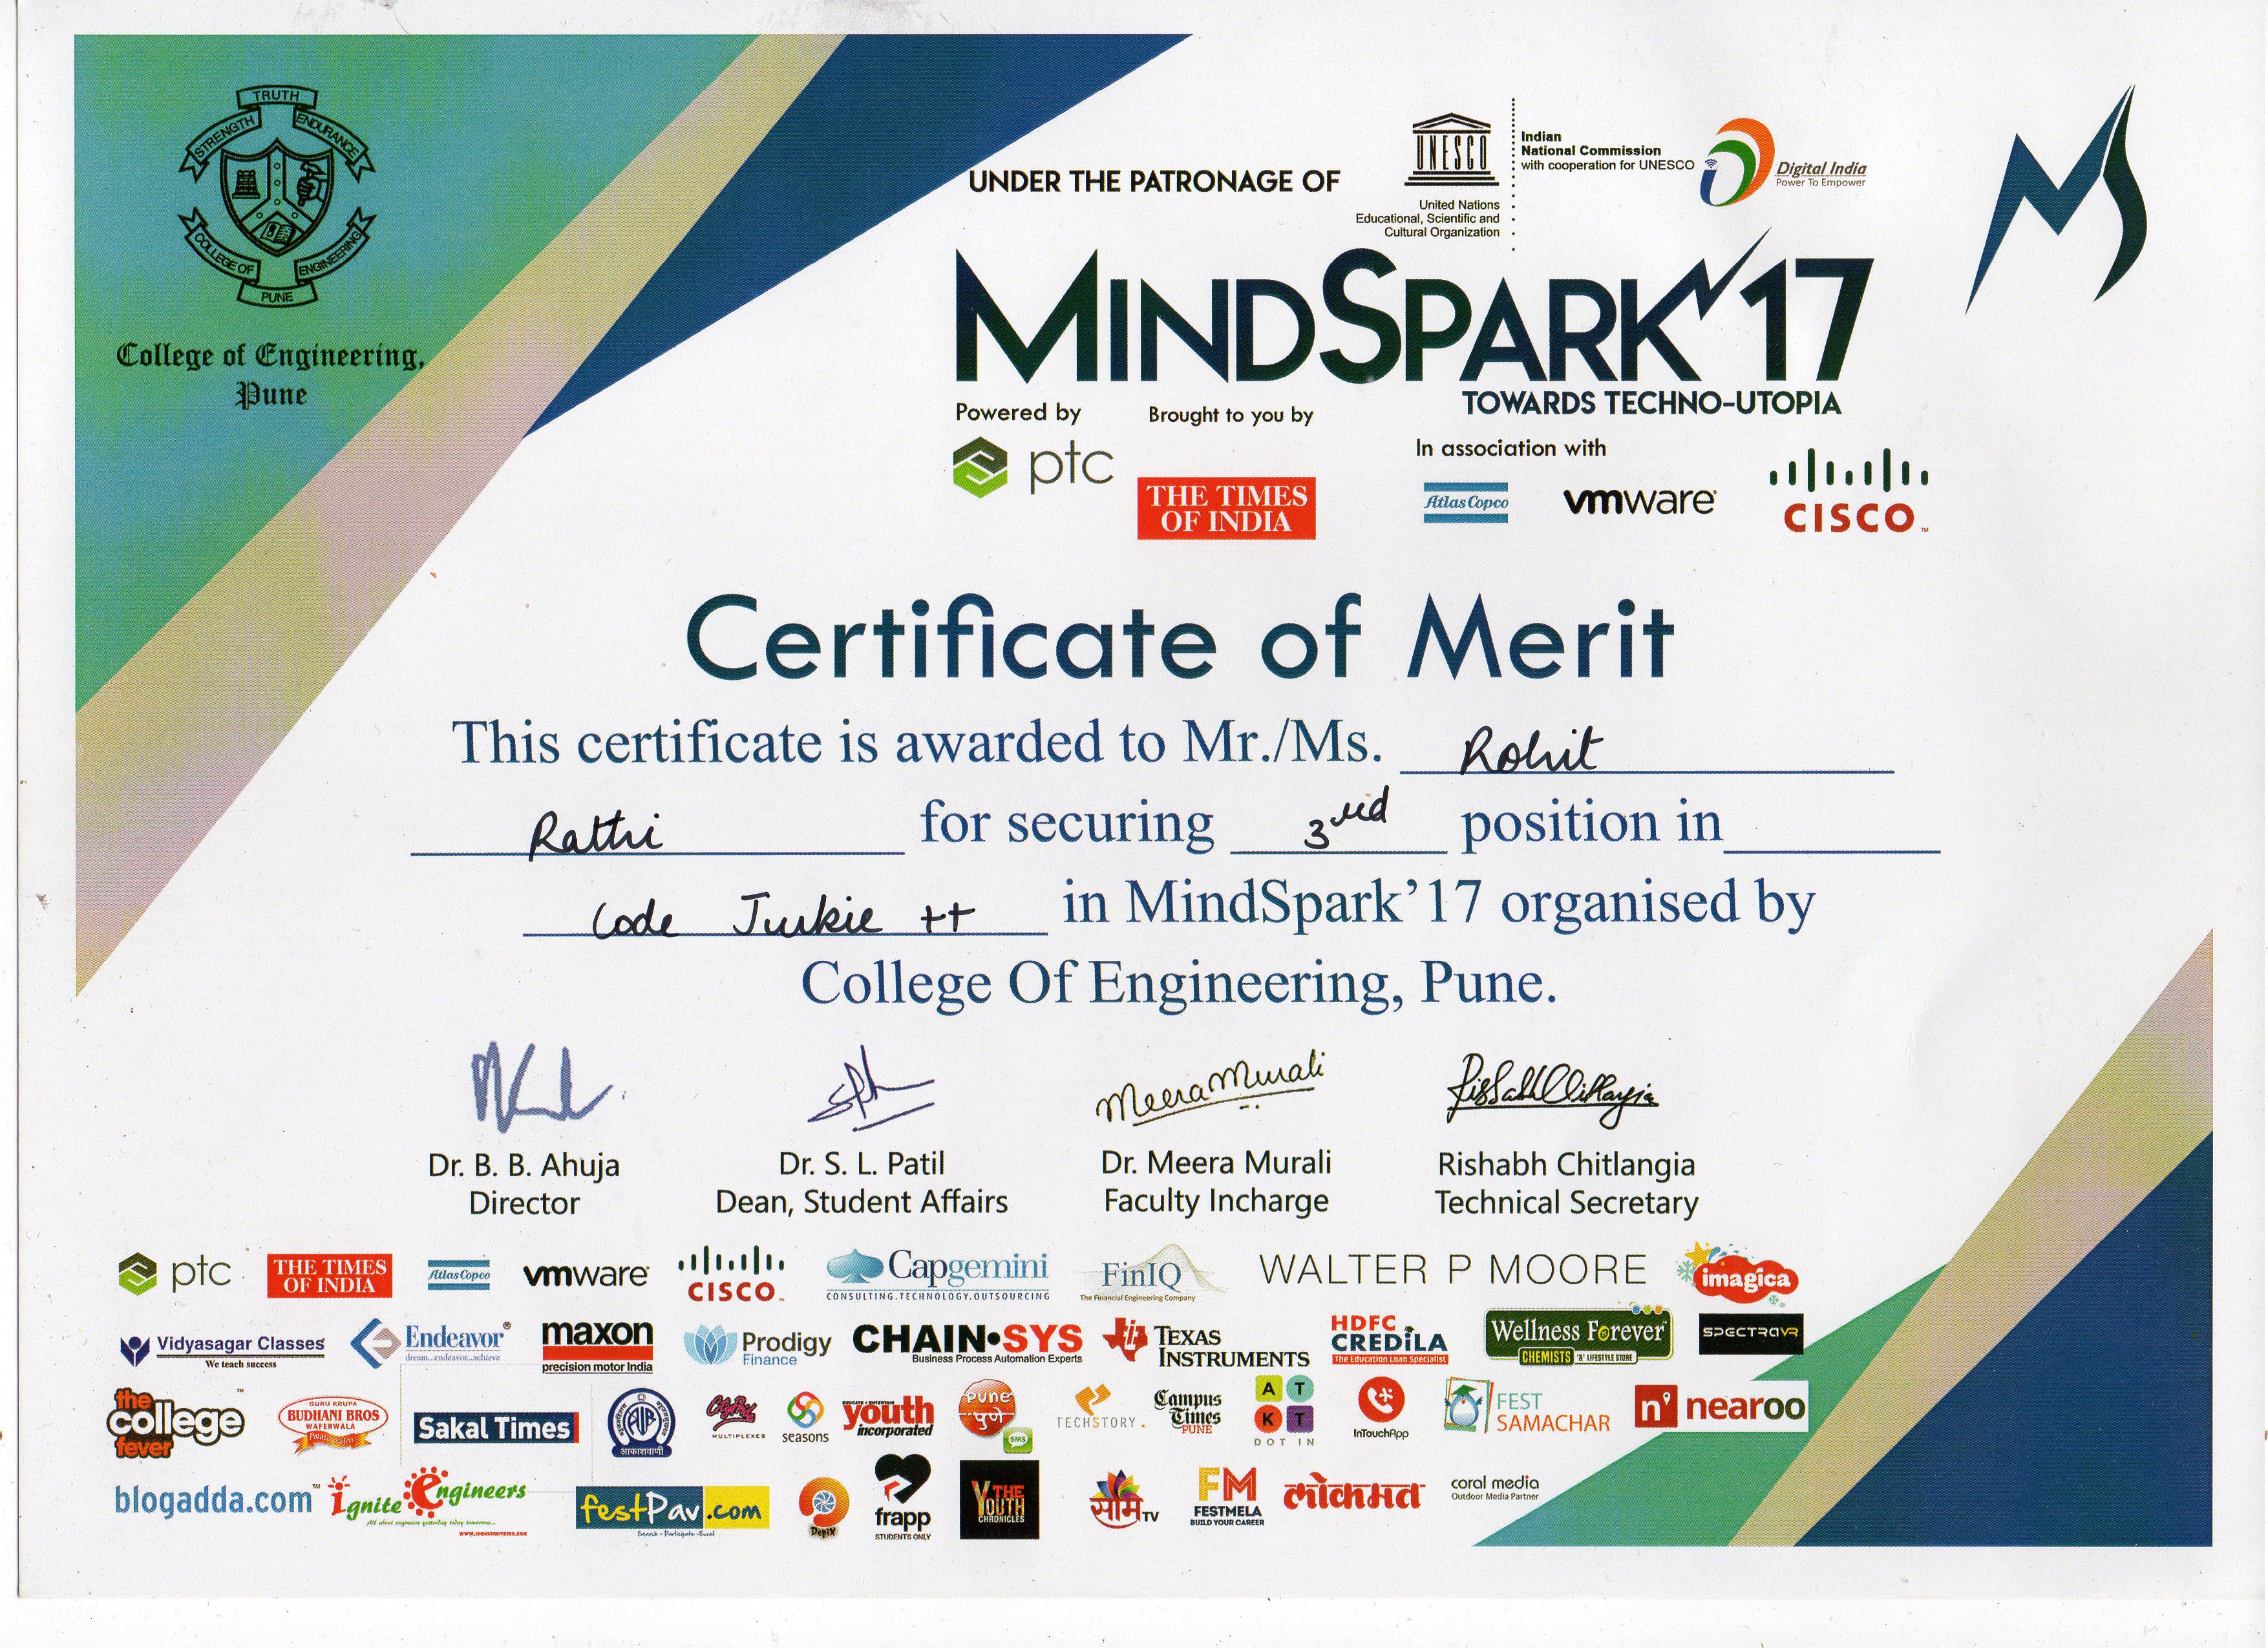 TRUTH
STRENGTH
ENDURANCE
COLLEGE OF
ENGINEERING
PUNE
College of Engineering,
Pune
UNDER THE PATRONAGE OF
UNESCO
United Nations
Educational, Scientific and
Cultural Organization
Indian
National Commission
with cooperation for UNESCO
Digital India
Power To Empower
MS
MINDSPARK'17
TOWARDS TECHNO-UTOPIA
Powered by
ptc
Brought to you by
THE TIMES
OF INDIA
In association with
Atlas Copco
vmware
CISCO
Certificate of Merit
This certificate is awarded to Mr./Ms. Rohit
Rathi for securing 3rd position in
Code Junkie ++ in MindSpark'17 organised by
College Of Engineering, Pune.
Meera Murali
Dr. B. B. Ahuja
Director
Dr. S. L. Patil
Dean, Student Affairs
Dr. Meera Murali
Faculty Incharge
Rishabh Chitlangia
Technical Secretary
ptc
THE TIMES
OF INDIA
Atlas Copco
vmware
CISCO
Capgemini
CONSULTING.TECHNOLOGY.OUTSOURCING
FinIQ
The Financial Engineering Company
WALTER P MOORE
imagica
Vidyasagar Classes
We teach success
Endeavor
dream...endeavor...achieve
maxon
precision motor India
Prodigy
Finance
CHAIN•SYS
Business Process Automation Experts
TEXAS
INSTRUMENTS
HDFC
CREDiLA
The Education Loan Specialist
Wellness Forever
CHEMISTS 'A' LIFESTYLE STORE
SPECTRAVR
the
college
fever
GURU KRUPA
BUDHANI BROS
WAFERWALA
Sakal Times
AIR
आकाशवाणी
CityPride
MULTIPLEXES
seasons
youth
incorporated
pune
पुणे
SMS
TECHSTORY.
Campus
Times
PUNE
A T
K T
DOT IN
InTouchApp
FEST
SAMACHAR
n nearoo
blogadda.com
ignite engineers
festPav.com
Search - Participate - Excel
Depix
frapp
STUDENTS ONLY
THE
YOUTH
CHRONICLES
साम TV
FM
FESTMELA
BUILD YOUR CAREER
लोकमत
coral media
Outdoor Media Partner